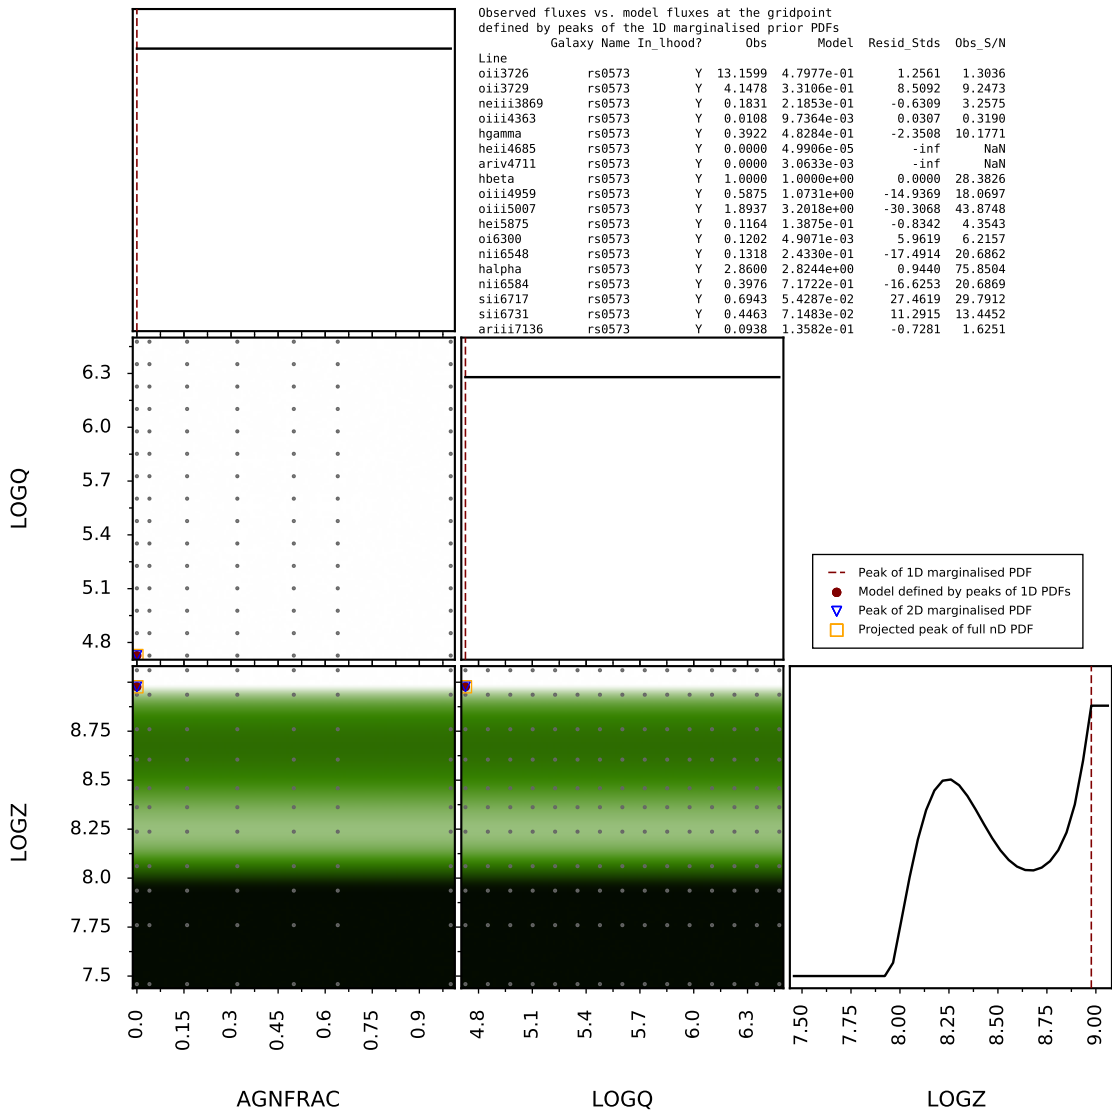 Observed fluxes vs. model fluxes at the gridpoint
defined by peaks of the 1D marginalised prior PDFs
Galaxy Name In_lhood? Obs Model Resid_Stds Obs_S/N
Line
oii3726 rs0573 Y 13.1599 4.7977e-01 1.2561 1.3036
oii3729 rs0573 Y 4.1478 3.3106e-01 8.5092 9.2473
neiii3869 rs0573 Y 0.1831 2.1853e-01 -0.6309 3.2575
oiii4363 rs0573 Y 0.0108 9.7364e-03 0.0307 0.3190
hgamma rs0573 Y 0.3922 4.8284e-01 -2.3508 10.1771
heii4685 rs0573 Y 0.0000 4.9906e-05 -inf NaN
ariv4711 rs0573 Y 0.0000 3.0633e-03 -inf NaN
hbeta rs0573 Y 1.0000 1.0000e+00 0.0000 28.3826
oiii4959 rs0573 Y 0.5875 1.0731e+00 -14.9369 18.0697
oiii5007 rs0573 Y 1.8937 3.2018e+00 -30.3068 43.8748
hei5875 rs0573 Y 0.1164 1.3875e-01 -0.8342 4.3543
oi6300 rs0573 Y 0.1202 4.9071e-03 5.9619 6.2157
nii6548 rs0573 Y 0.1318 2.4330e-01 -17.4914 20.6862
halpha rs0573 Y 2.8600 2.8244e+00 0.9440 75.8504
nii6584 rs0573 Y 0.3976 7.1722e-01 -16.6253 20.6869
sii6717 rs0573 Y 0.6943 5.4287e-02 27.4619 29.7912
sii6731 rs0573 Y 0.4463 7.1483e-02 11.2915 13.4452
ariii7136 rs0573 Y 0.0938 1.3582e-01 -0.7281 1.6251
6.3
6.0
5.7
5.4
5.1
4.8
LOGQ
Peak of 1D marginalised PDF
Model defined by peaks of 1D PDFs
Peak of 2D marginalised PDF
Projected peak of full nD PDF
8.75
8.5
8.25
8.0
7.75
7.5
LOGZ
0.0 0.15 0.3 0.45 0.6 0.75 0.9
4.8 5.1 5.4 5.7 6.0 6.3
7.50 7.75 8.00 8.25 8.50 8.75 9.00
AGNFRAC LOGQ LOGZ